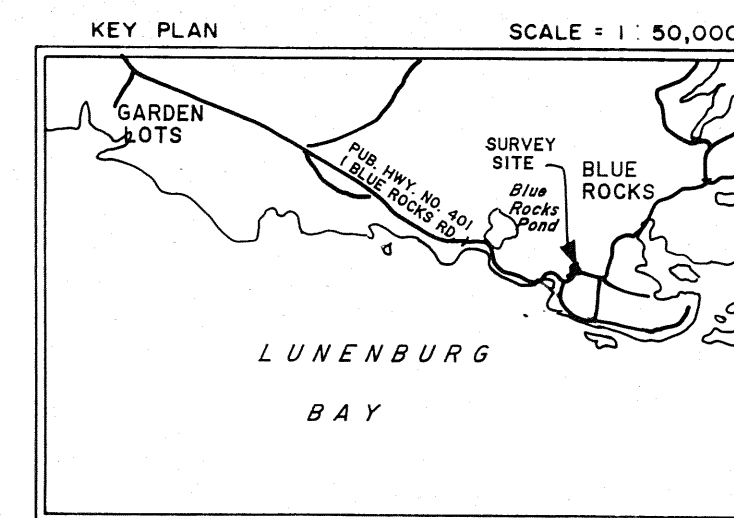 KEY PLAN
SCALE = 1 : 50,000
GARDEN
LOTS
PUB. HWY. NO. 401
( BLUE ROCKS RD. )
SURVEY
SITE
BLUE
ROCKS
Blue
Rocks
Pond
LUNENBURG
BAY